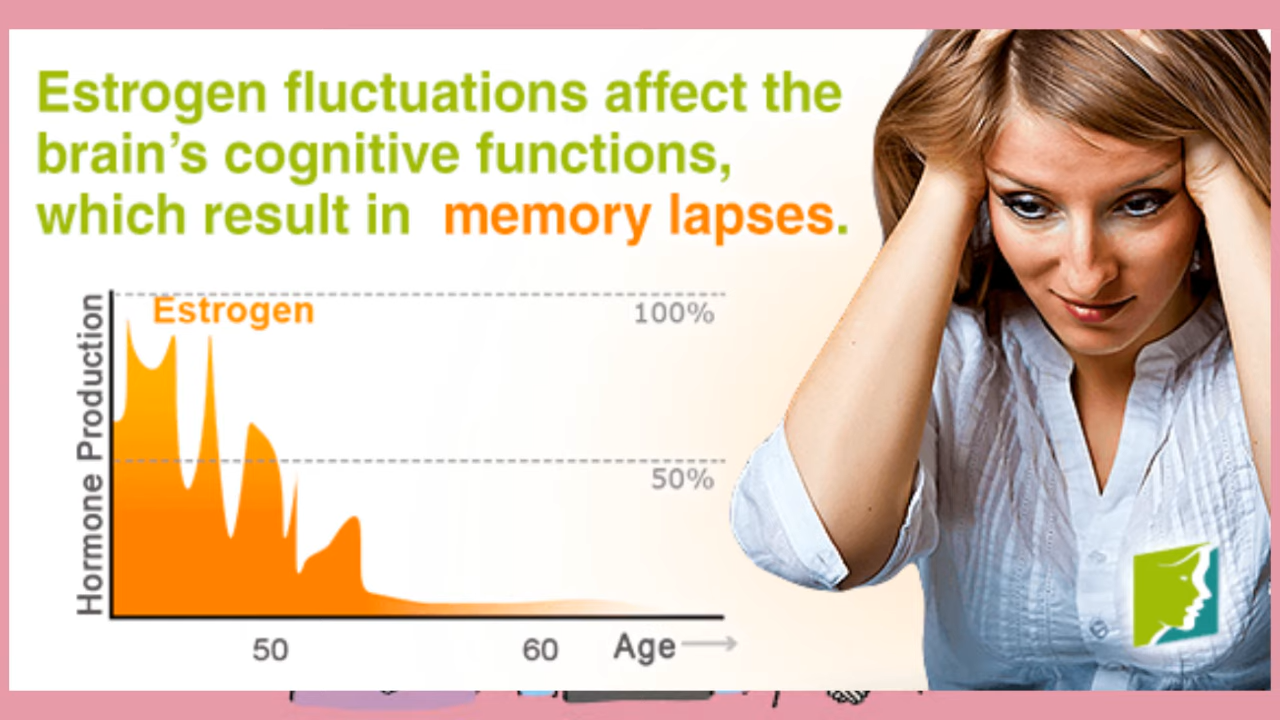 Estrogen fluctuations affect the
brain's cognitive functions,
which result in memory lapses.
Estrogen
100%
Hormone Production
50%
50
60
Age